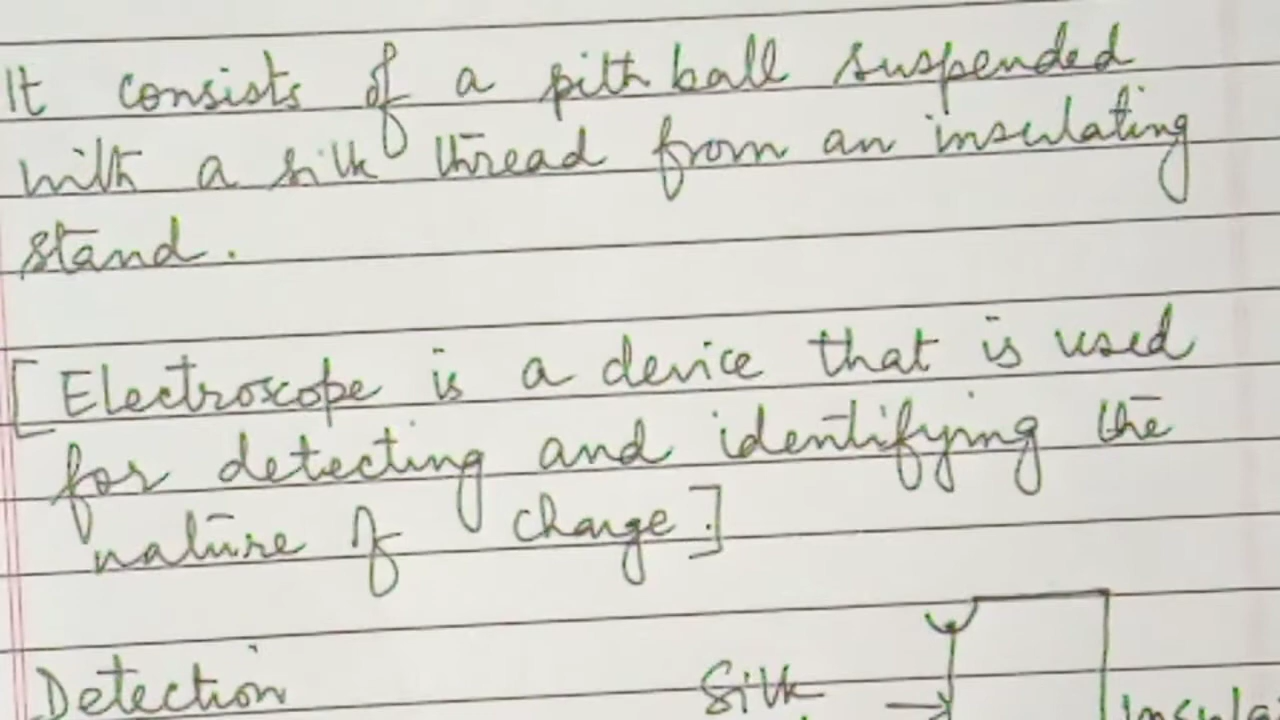 It consists of a pith ball suspended
with a silk thread from an insulating
stand.
[Electroscope is a device that is used
for detecting and identifying the
nature of charge.]
Detection
Silk